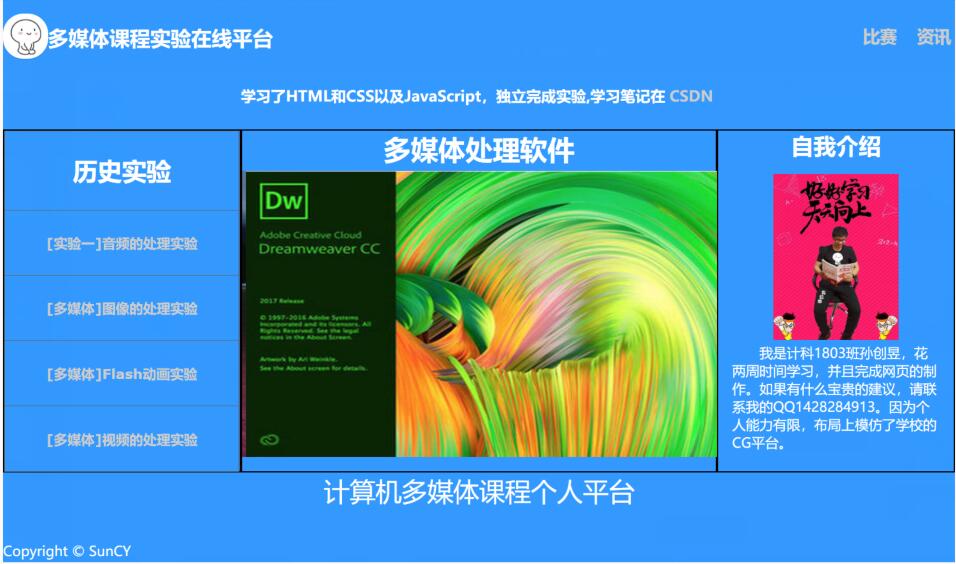 多媒体课程实验在线平台
比赛 资讯
学习了HTML和CSS以及JavaScript，独立完成实验,学习笔记在 CSDN
历史实验
[实验一]音频的处理实验
[多媒体]图像的处理实验
[多媒体]Flash动画实验
[多媒体]视频的处理实验
多媒体处理软件
Dw
Adobe Creative Cloud
Dreamweaver CC
2017 Release
© 1997-2016 Adobe Systems
Incorporated and its licensors. All
Rights Reserved. See the legal
notices in the About Screen.
Artwork by Ari Weinkle.
See the About screen for details.
自我介绍
好好学习
天天向上
我是计科1803班孙创昱，花
两周时间学习，并且完成网页的制
作。如果有什么宝贵的建议，请联
系我的QQ1428284913。因为个
人能力有限，布局上模仿了学校的
CG平台。
计算机多媒体课程个人平台
Copyright © SunCY